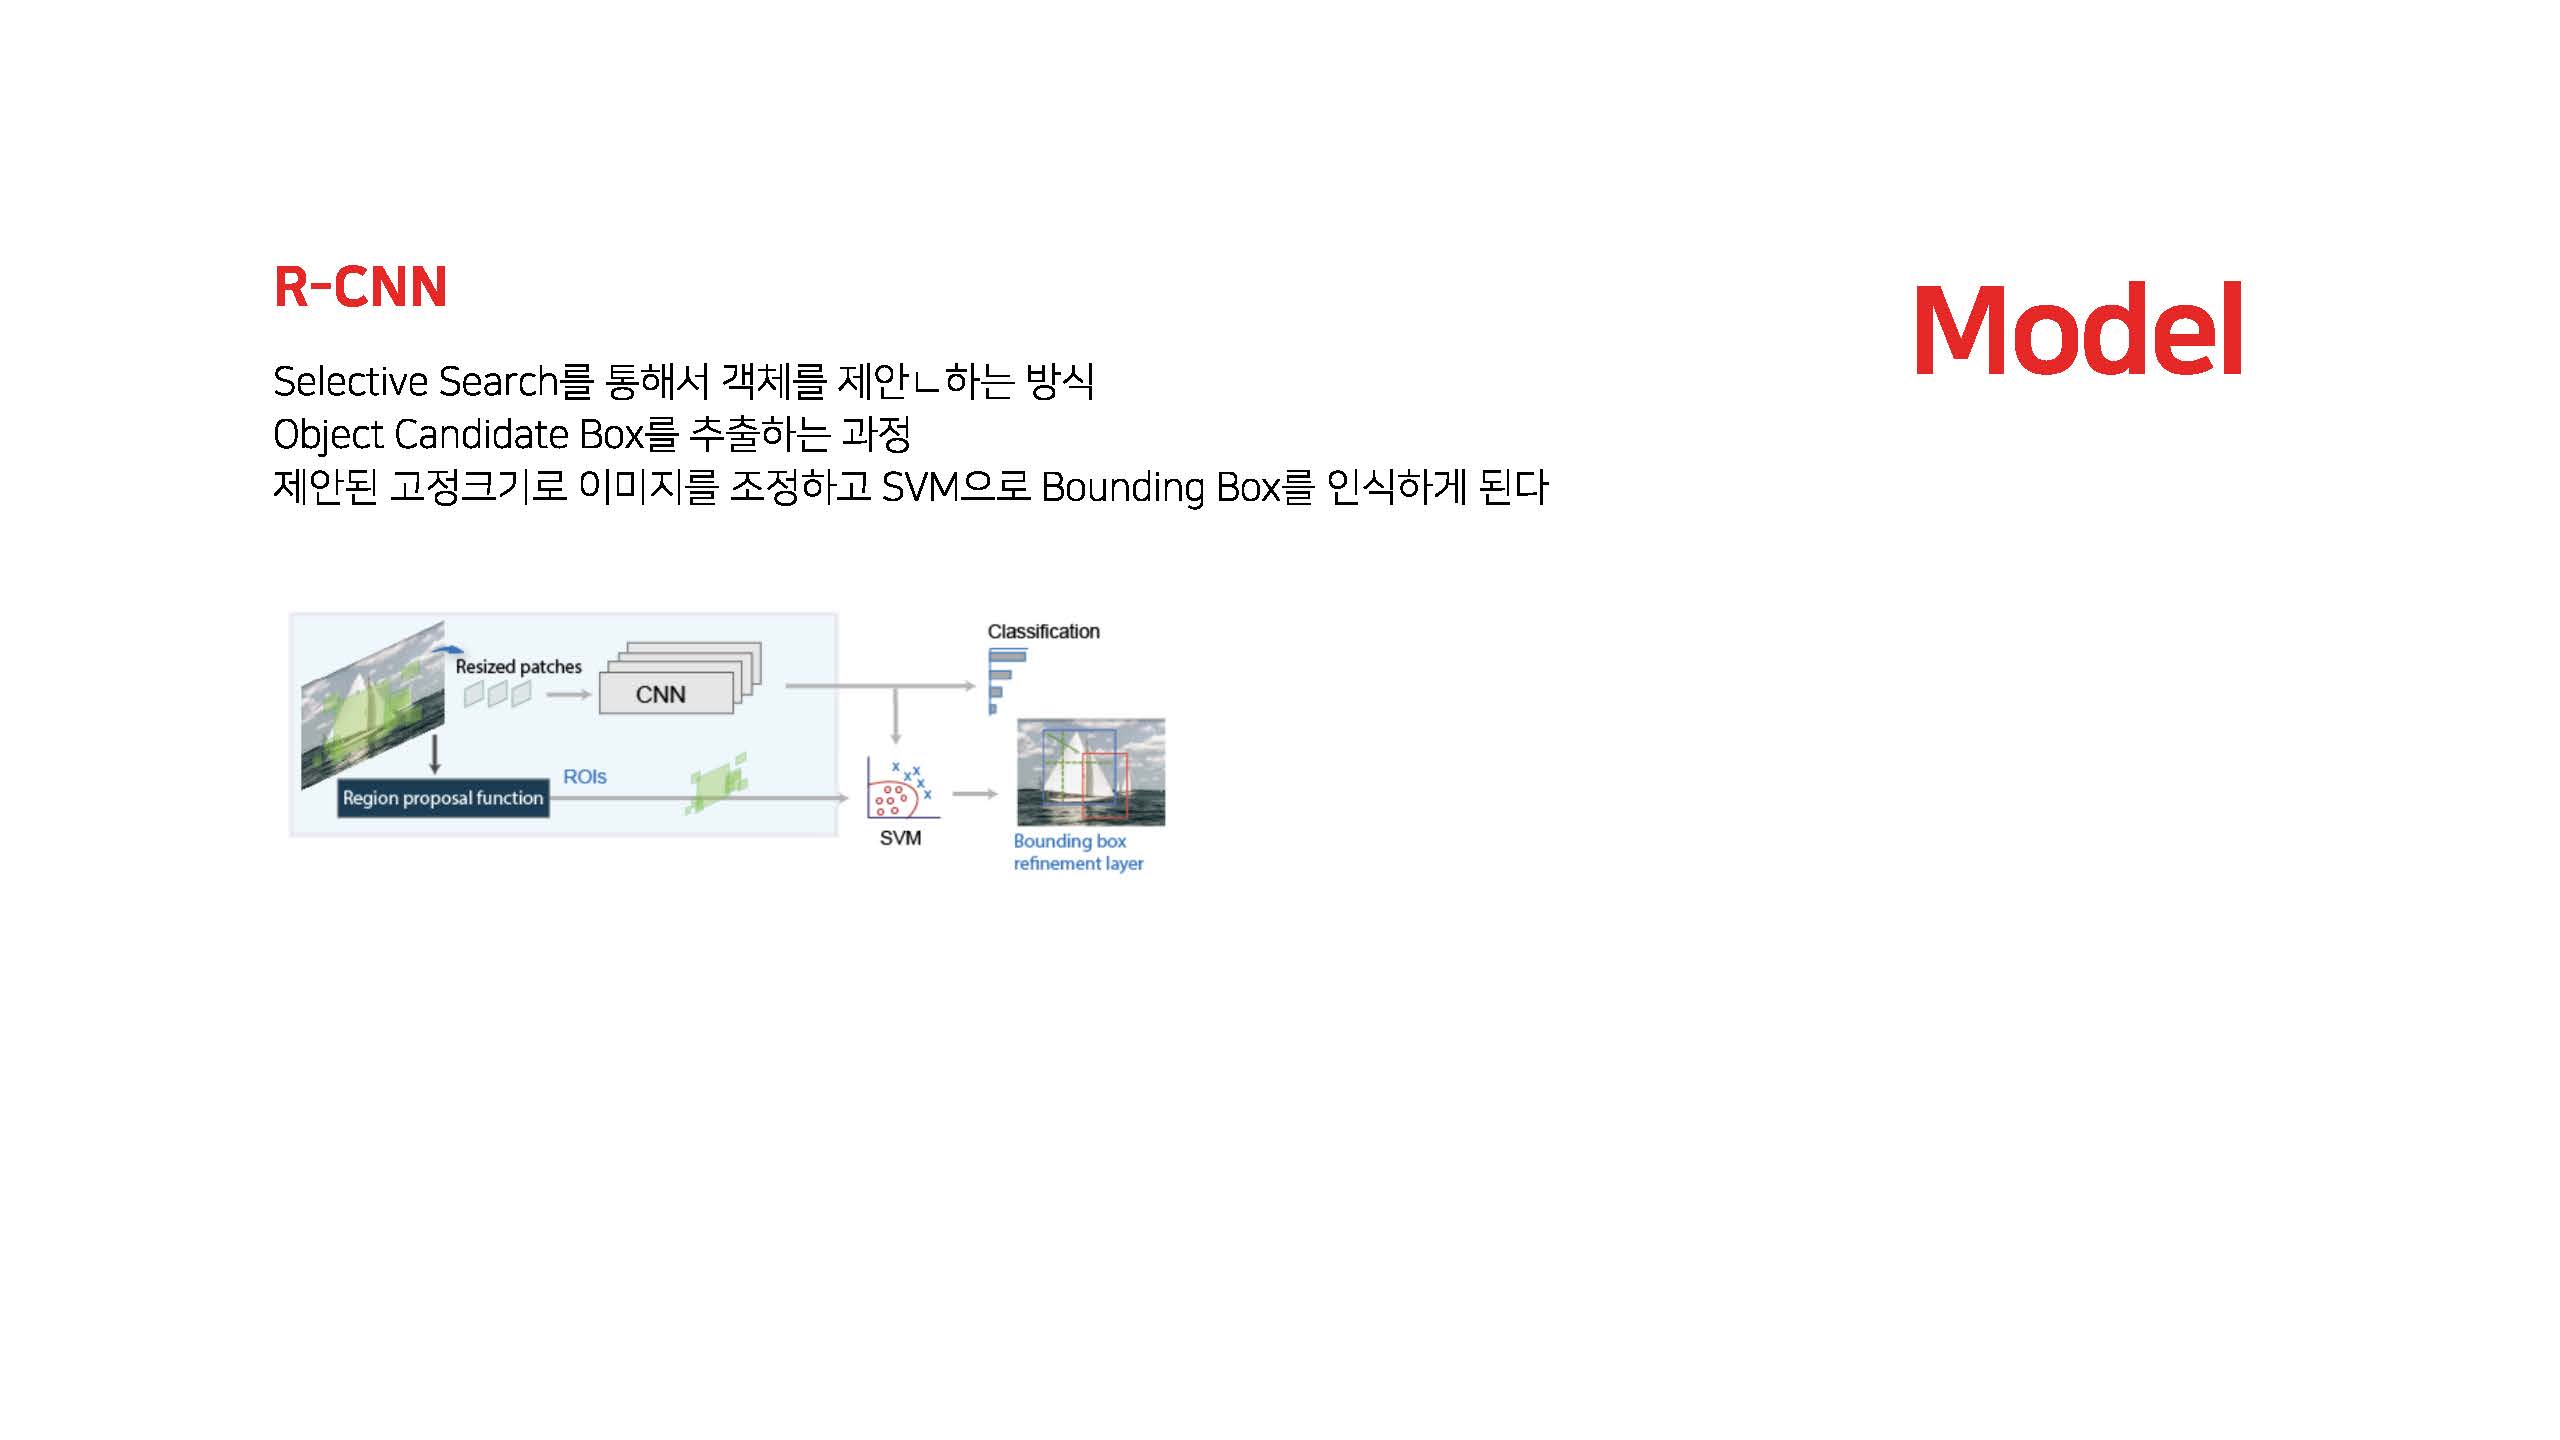 R-CNN
Model
Selective Search를 통해서 객체를 제안ㄴ하는 방식
Object Candidate Box를 추출하는 과정
제안된 고정크기로 이미지를 조정하고 SVM으로 Bounding Box를 인식하게 된다
Classification
Resized patches
CNN
ROIs
Region proposal function
SVM
Bounding box
refinement layer